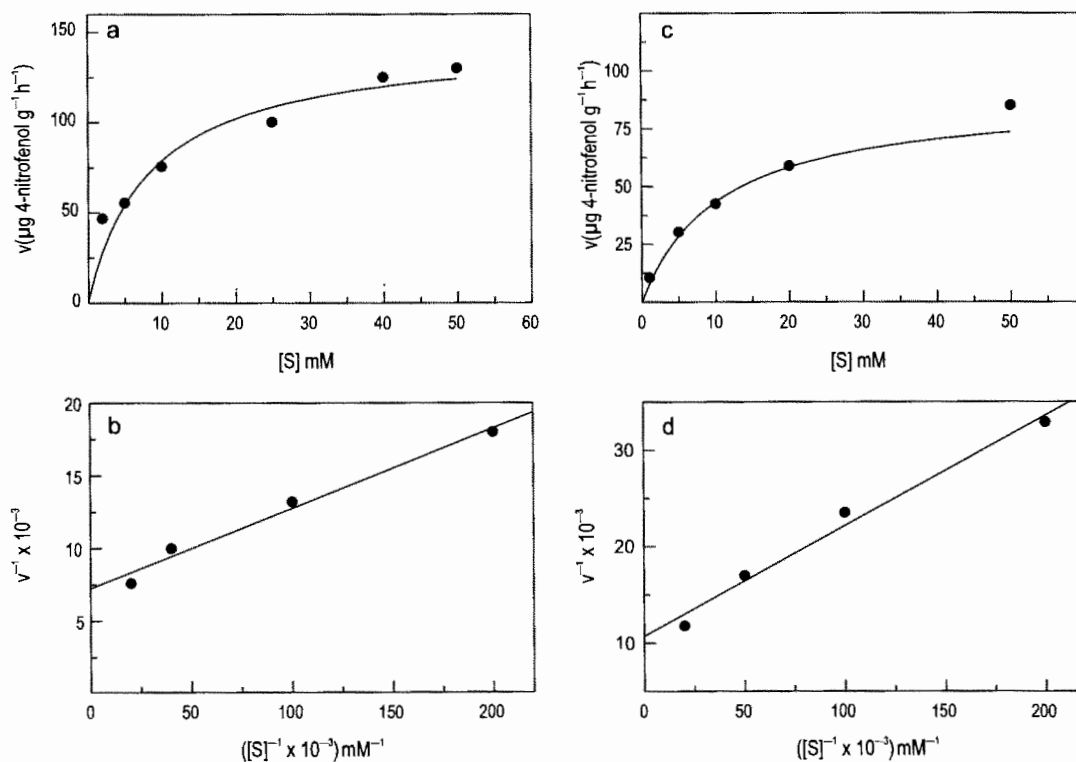 a
150
100
50
0
v(µg 4-nitrofenol g⁻¹ h⁻¹)
10 20 30 40 50 60
[S] mM
c
100
75
50
25
v(µg 4-nitrofenol g⁻¹ h⁻¹)
0 10 20 30 40 50
[S] mM
b
20
15
10
5
v⁻¹ x 10⁻³
0 50 100 150 200
([S]⁻¹ x 10⁻³) mM⁻¹
d
30
20
10
v⁻¹ x 10⁻³
0 50 100 150 200
([S]⁻¹ x 10⁻³) mM⁻¹